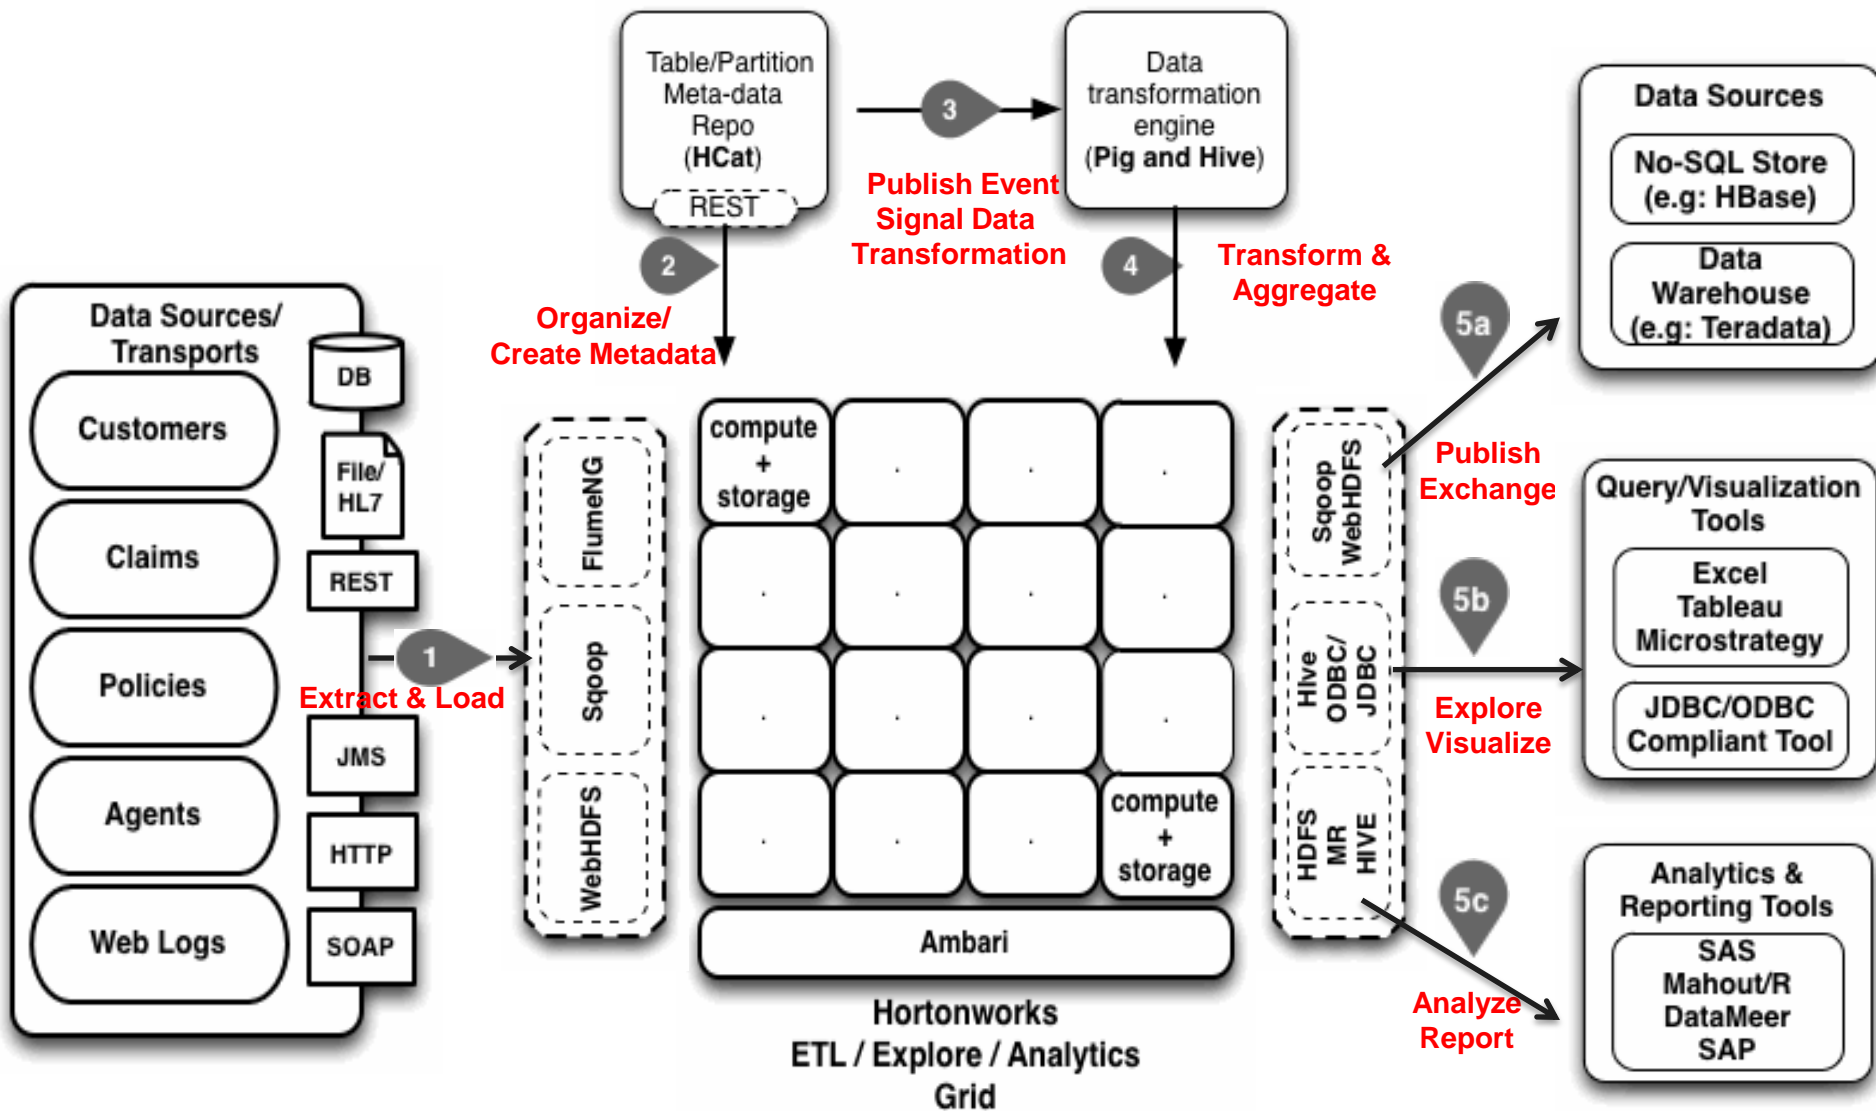 Table/Partition
Meta-data
Repo
(HCat)
REST
3
Publish Event
Signal Data
Transformation
Data
transformation
engine
(Pig and Hive)
2
Organize/
Create Metadata
4
Transform &
Aggregate
Data Sources/
Transports
Customers
Claims
Policies
Agents
Web Logs
DB
File/
HL7
REST
JMS
HTTP
SOAP
1
Extract & Load
FlumeNG
Sqoop
WebHDFS
compute
+
storage
.
.
.
.
.
.
.
.
.
.
.
.
.
.
compute
+
storage
Ambari
Hortonworks
ETL / Explore / Analytics
Grid
Sqoop
WebHDFS
HIve
ODBC/
JDBC
HDFS
MR
HIVE
5a
Publish
Exchange
5b
Explore
Visualize
5c
Analyze
Report
Data Sources
No-SQL Store
(e.g: HBase)
Data
Warehouse
(e.g: Teradata)
Query/Visualization
Tools
Excel
Tableau
Microstrategy
JDBC/ODBC
Compliant Tool
Analytics &
Reporting Tools
SAS
Mahout/R
DataMeer
SAP